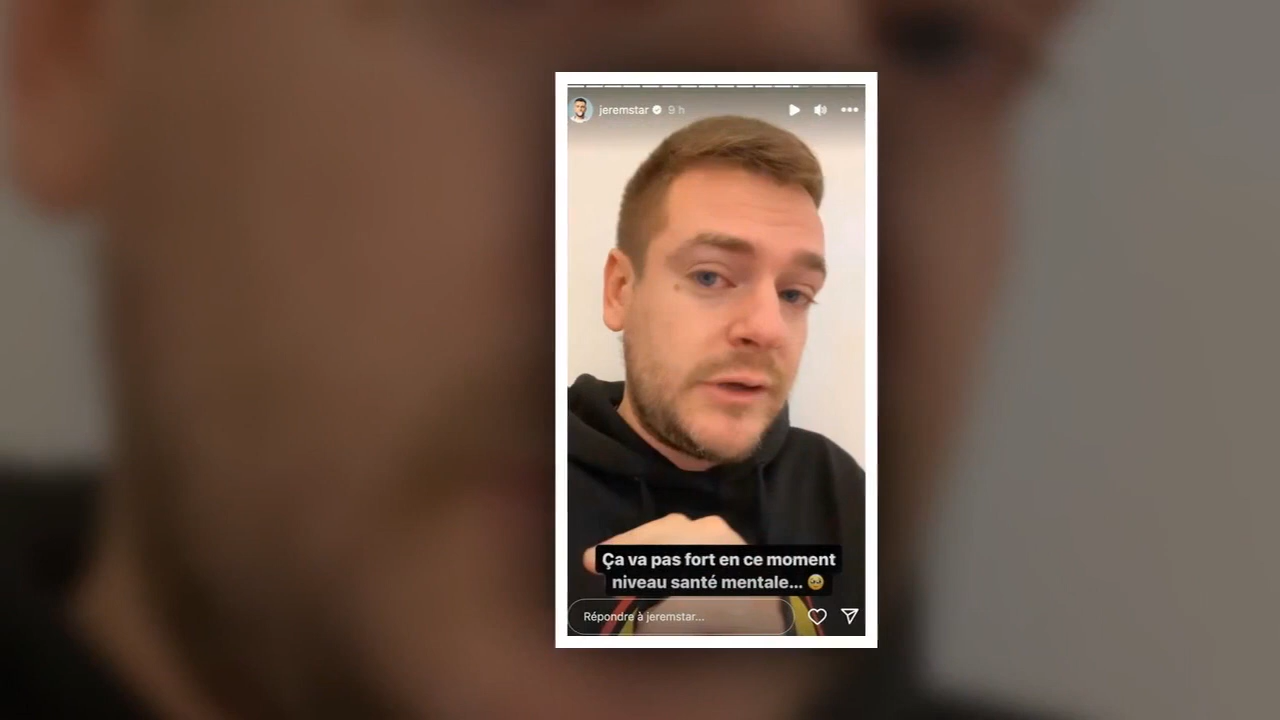 jeremstar 9 h
Ça va pas fort en ce moment
niveau santé mentale... 🥹
Répondre à jeremstar...